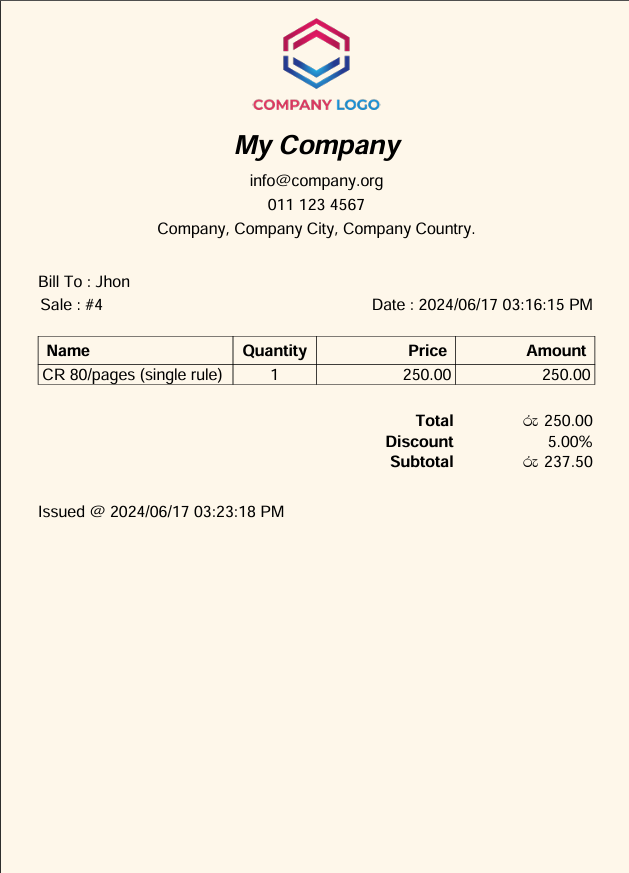 COMPANY LOGO
My Company
info@company.org
011 123 4567
Company, Company City, Company Country.
Bill To : Jhon
Sale : #4 Date : 2024/06/17 03:16:15 PM
Name Quantity Price Amount
CR 80/pages (single rule) 1 250.00 250.00
Total රු 250.00
Discount 5.00%
Subtotal රු 237.50
Issued @ 2024/06/17 03:23:18 PM